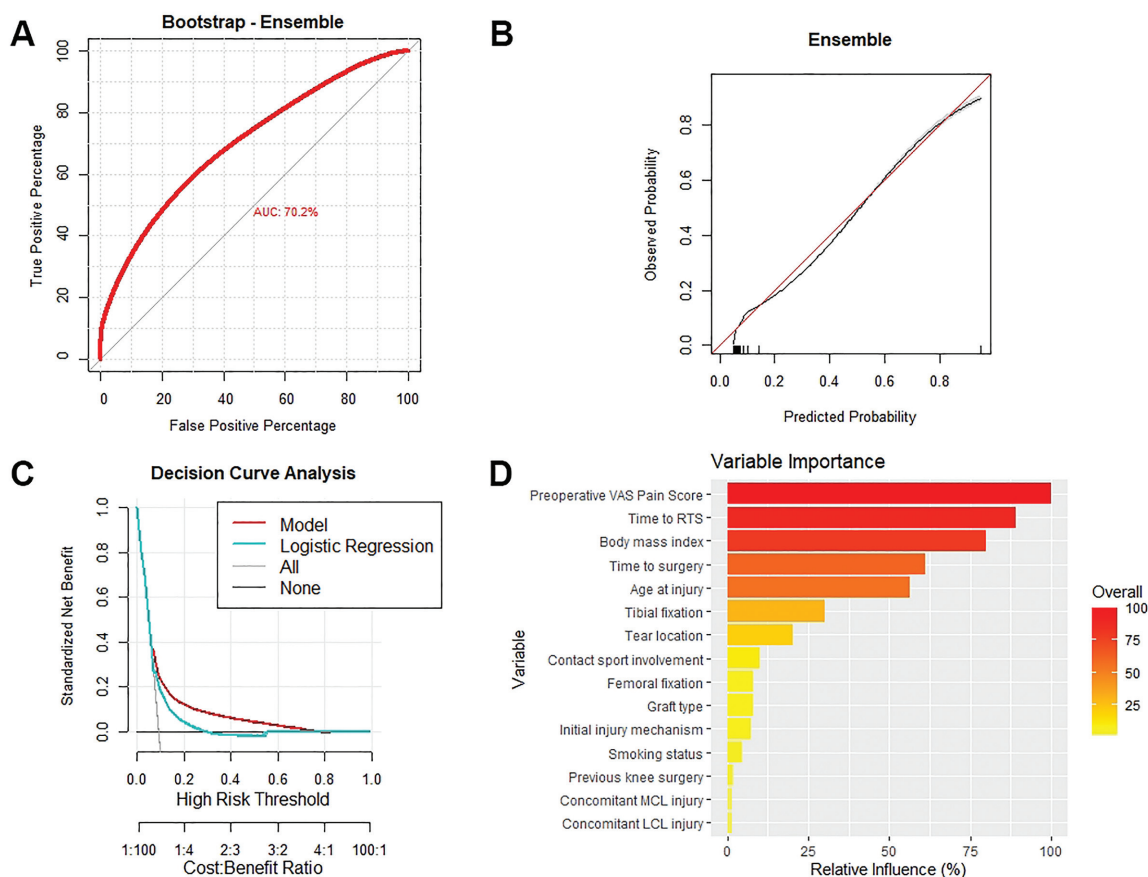 A
Bootstrap - Ensemble
True Positive Percentage
100
80
60
40
20
0
AUC: 70.2%
0 20 40 60 80 100
False Positive Percentage
B
Ensemble
Observed Probability
0.8
0.6
0.4
0.2
0.0
0.0 0.2 0.4 0.6 0.8
Predicted Probability
C
Decision Curve Analysis
Standardized Net Benefit
1.0
0.8
0.6
0.4
0.2
0.0
Model
Logistic Regression
All
None
0.0 0.2 0.4 0.6 0.8 1.0
High Risk Threshold
1:100 1:4 2:3 3:2 4:1 100:1
Cost:Benefit Ratio
D
Variable Importance
Variable
Preoperative VAS Pain Score
Time to RTS
Body mass index
Time to surgery
Age at injury
Tibial fixation
Tear location
Contact sport involvement
Femoral fixation
Graft type
Initial injury mechanism
Smoking status
Previous knee surgery
Concomitant MCL injury
Concomitant LCL injury
0 25 50 75 100
Relative Influence (%)
Overall
100
75
50
25